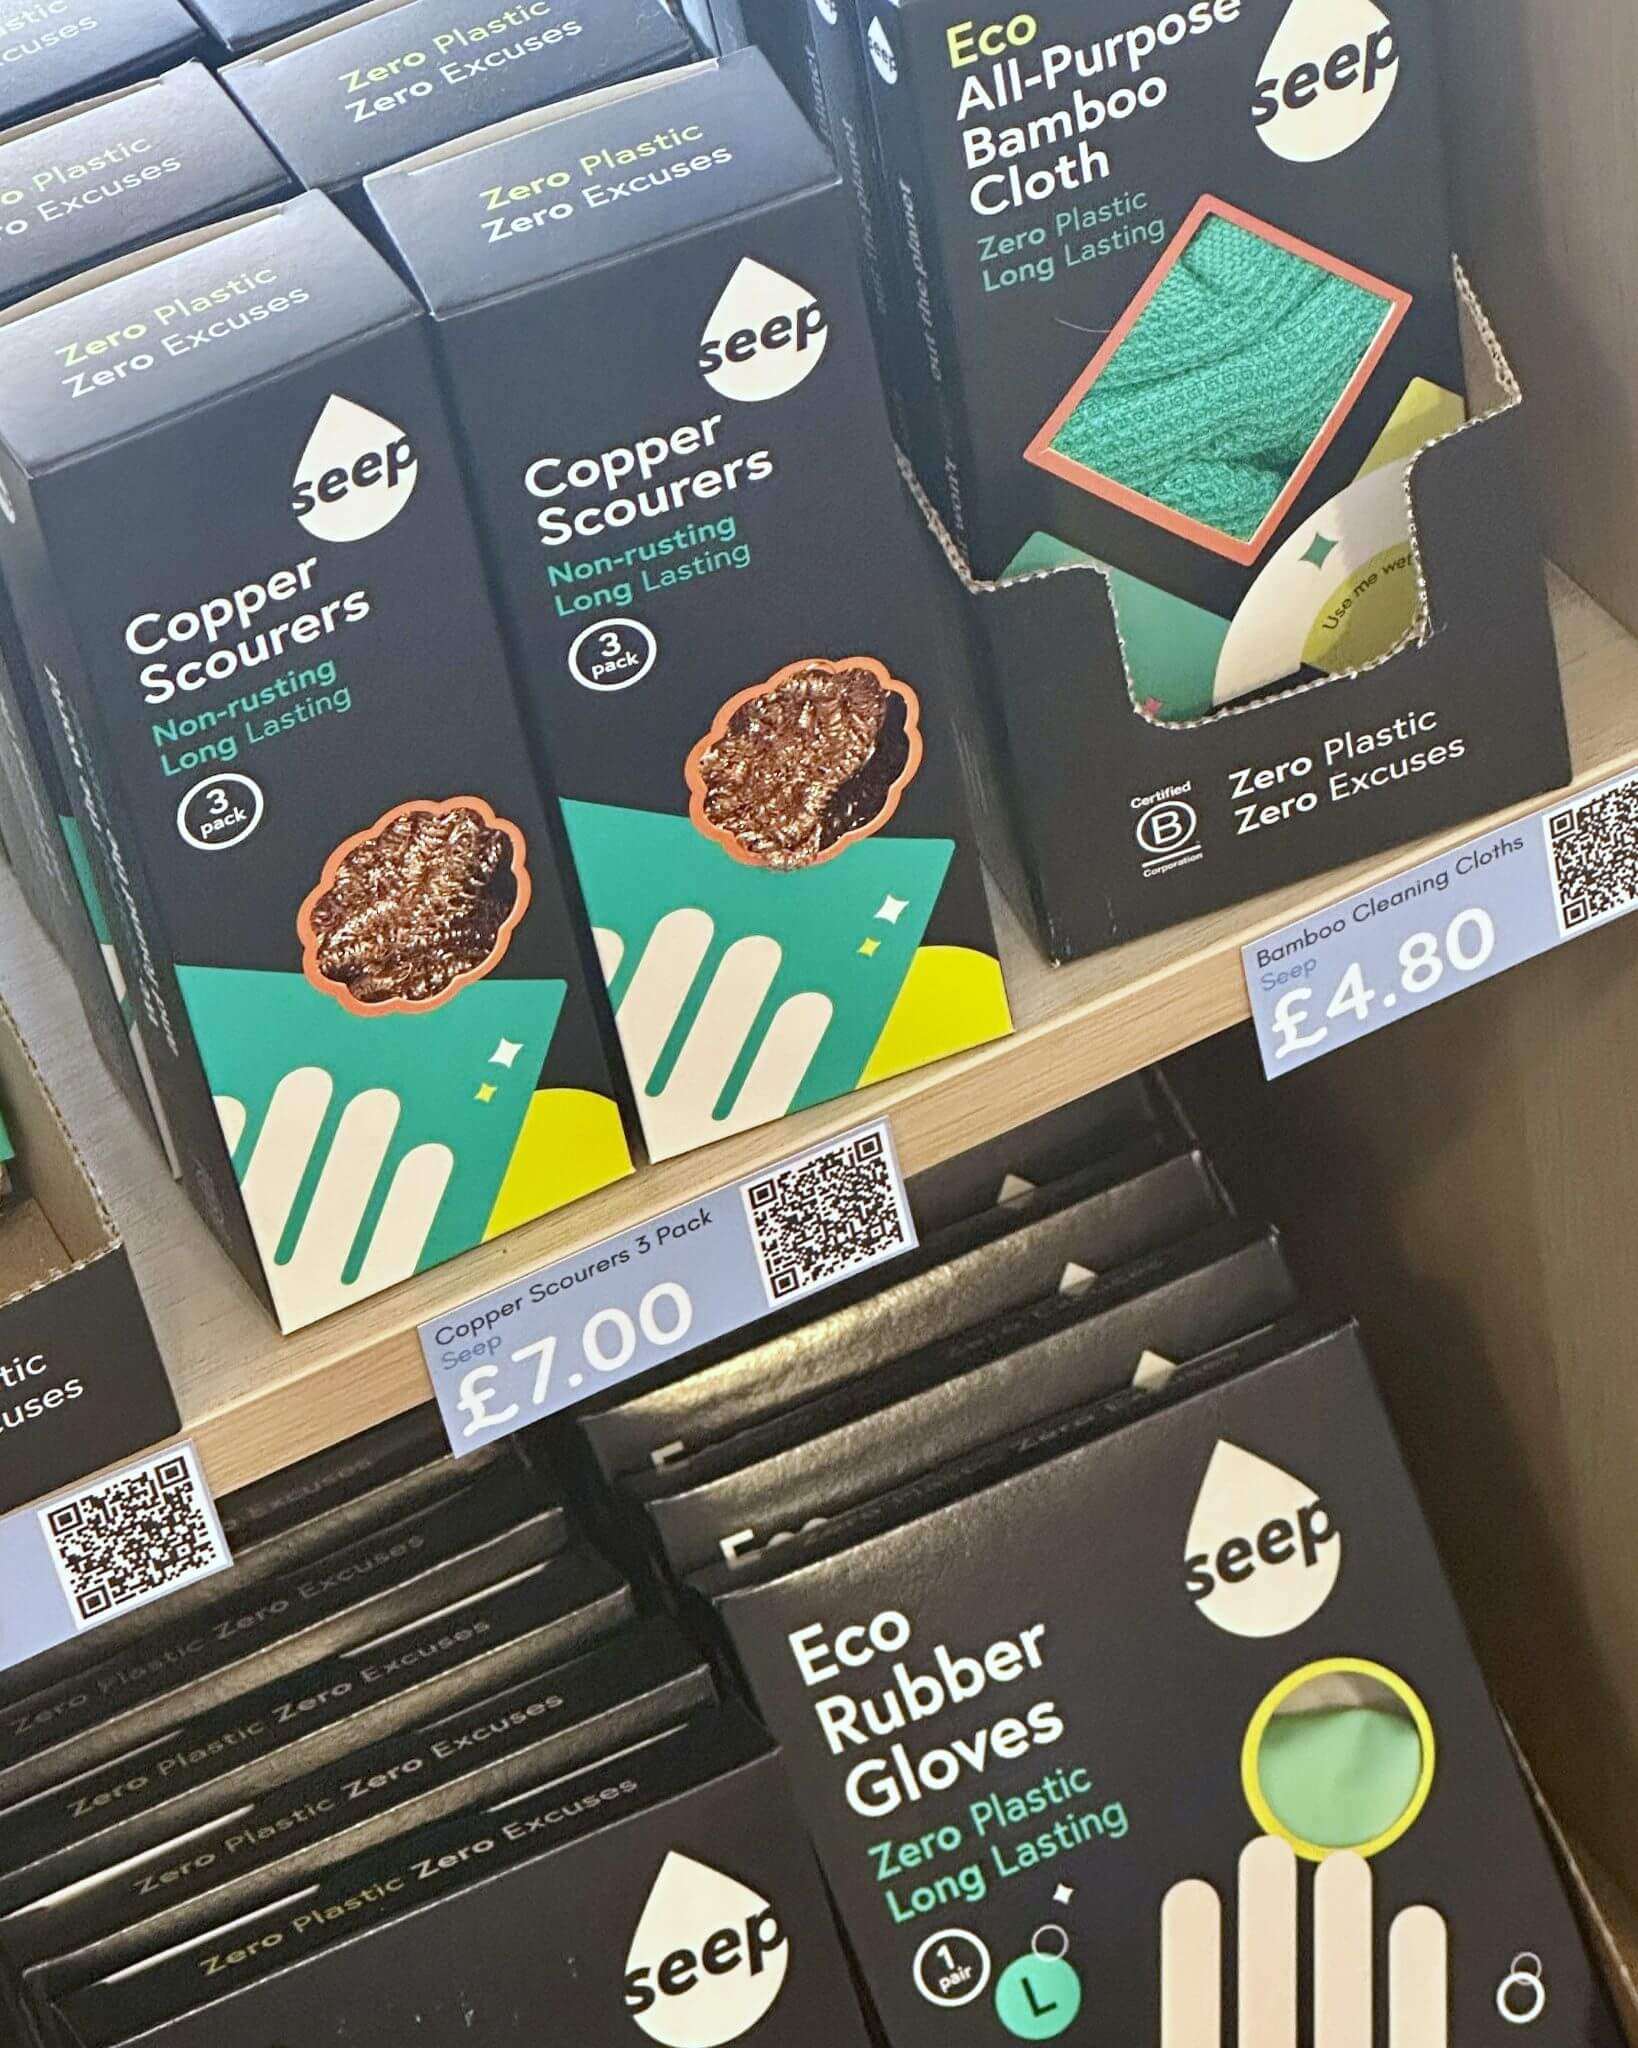 Zero Plastic
Zero Excuses
Zero Plastic
Zero Excuses
Zero Plastic
Zero Excuses
seep
Copper
Scourers
Non-rusting
Long Lasting
3
pack
seep
Copper
Scourers
Non-rusting
Long Lasting
3
pack
seep
Eco
All-Purpose
Bamboo
Cloth
Zero Plastic
Long Lasting
seep
our the planet
Use me wet
Certified
B
Corporation
Zero Plastic
Zero Excuses
Bamboo Cleaning Cloths
Seep
£4.80
Copper Scourers 3 Pack
Seep
£7.00
Zero Plastic Zero Excuses
Zero Plastic Zero Excuses
Zero Plastic Zero Excuses
Zero Plastic Zero Excuses
seep
seep
Eco
Rubber
Gloves
Zero Plastic
Long Lasting
1
pair
L